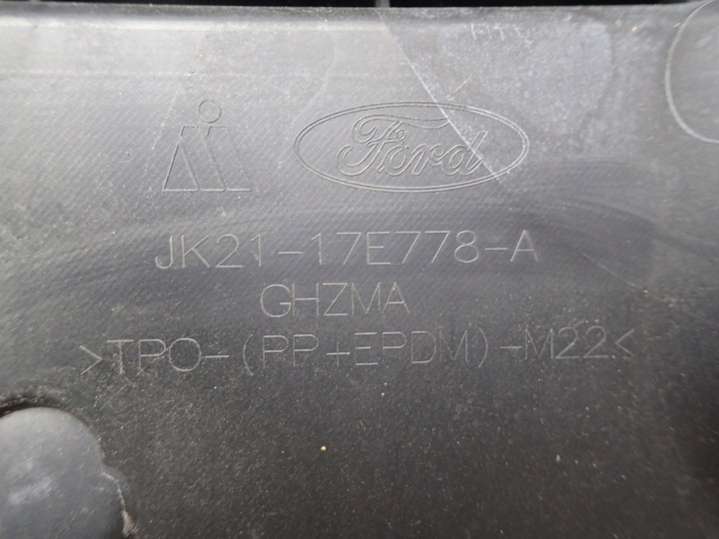 Ford
JK21-17E778-A
GHZMA
>TPO-(PP+EPDM)-M22<